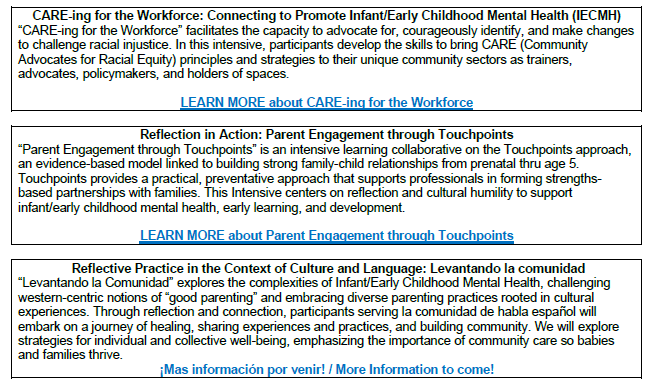 CARE-ing for the Workforce: Connecting to Promote Infant/Early Childhood Mental Health (IECMH)
“CARE-ing for the Workforce” facilitates the capacity to advocate for, courageously identify, and make changes
to challenge racial injustice. In this intensive, participants develop the skills to bring CARE (Community
Advocates for Racial Equity) principles and strategies to their unique community sectors as trainers,
advocates, policymakers, and holders of spaces.
LEARN MORE about CARE-ing for the Workforce
Reflection in Action: Parent Engagement through Touchpoints
“Parent Engagement through Touchpoints” is an intensive learning collaborative on the Touchpoints approach,
an evidence-based model linked to building strong family-child relationships from prenatal thru age 5.
Touchpoints provides a practical, preventative approach that supports professionals in forming strengths-
based partnerships with families. This Intensive centers on reflection and cultural humility to support
infant/early childhood mental health, early learning, and development.
LEARN MORE about Parent Engagement through Touchpoints
Reflective Practice in the Context of Culture and Language: Levantando la comunidad
“Levantando la Comunidad” explores the complexities of Infant/Early Childhood Mental Health, challenging
western-centric notions of “good parenting” and embracing diverse parenting practices rooted in cultural
experiences. Through reflection and connection, participants serving la comunidad de habla español will
embark on a journey of healing, sharing experiences and practices, and building community. We will explore
strategies for individual and collective well-being, emphasizing the importance of community care so babies
and families thrive.
¡Mas información por venir! / More Information to come!